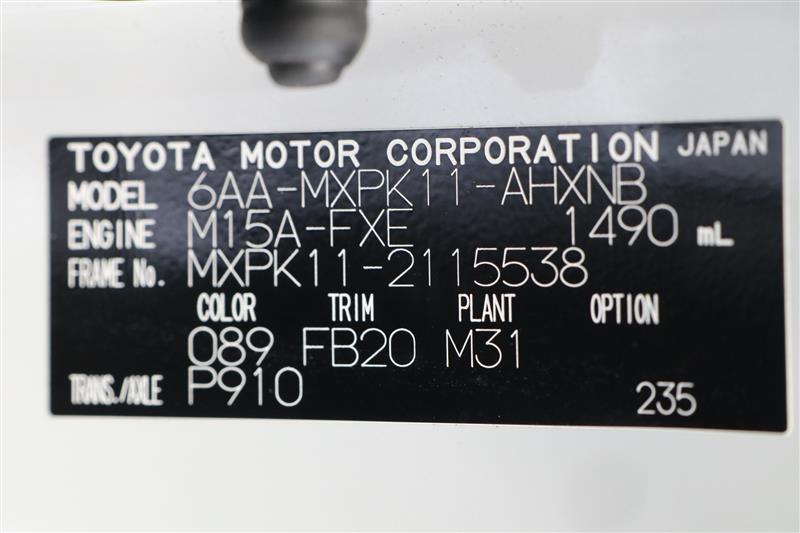 TOYOTA MOTOR CORPORATION JAPAN
MODEL 6AA-MXPK11-AHXNB
ENGINE M15A-FXE 1490 mL
FRAME No. MXPK11-2115538
COLOR TRIM PLANT OPTION
089 FB20 M31
TRANS./AXLE P910 235